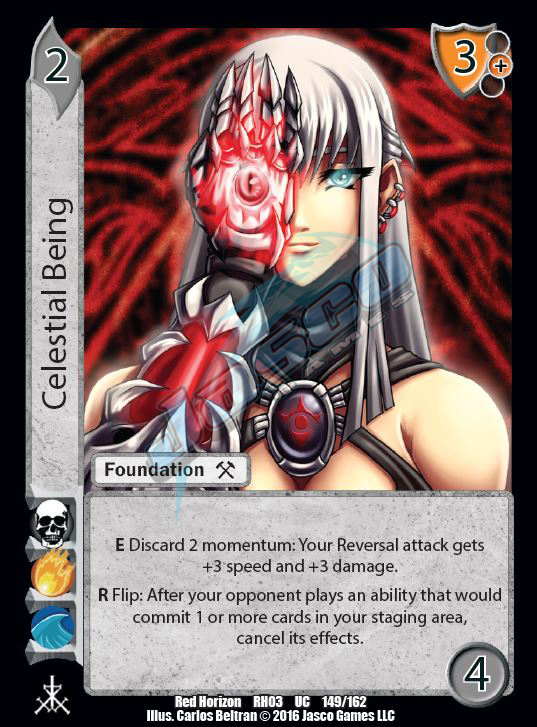 2
3
+
Celestial Being
JASCO
GAMES
Foundation
E Discard 2 momentum: Your Reversal attack gets
+3 speed and +3 damage.
R Flip: After your opponent plays an ability that would
commit 1 or more cards in your staging area,
cancel its effects.
4
Red Horizon RH03 UC 149/162
Illus. Carlos Beltran © 2016 Jasco Games LLC